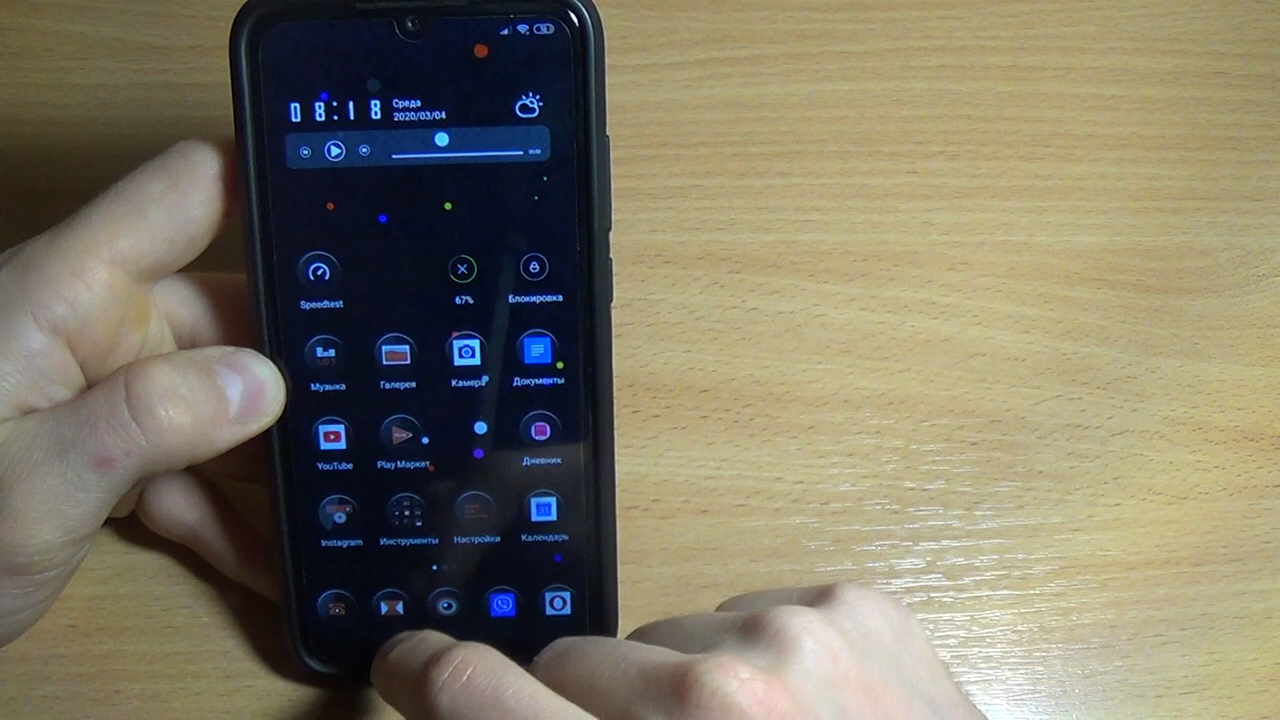 08:18
Среда
2020/03/04
Speedtest
67%
Блокировка
Музыка
Галерея
Камера
Документы
YouTube
Play Маркет
Дневник
Instagram
Инструменты
Настройки
31
Календарь